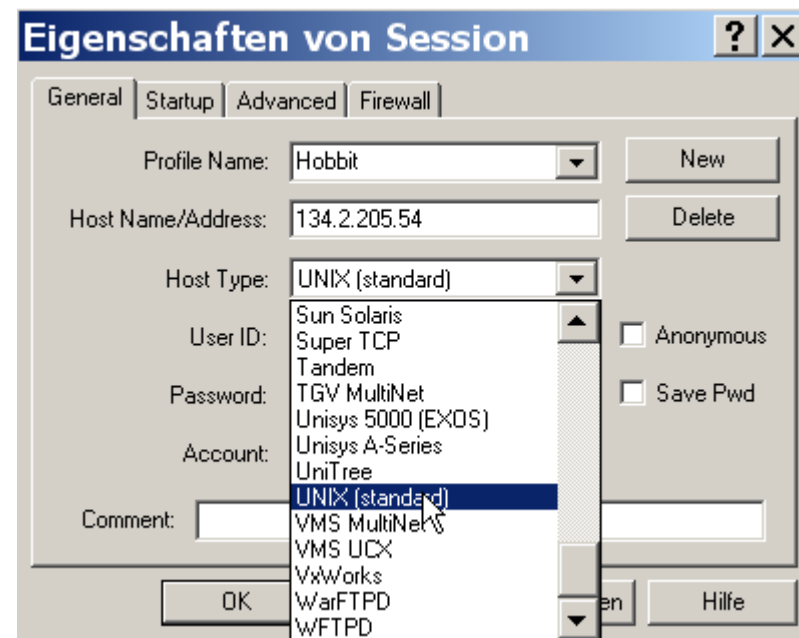 Eigenschaften von Session
General Startup Advanced Firewall
Profile Name: Hobbit New
Host Name/Address: 134.2.205.54 Delete
Host Type: UNIX (standard)
Sun Solaris
User ID: Super TCP Anonymous
Tandem
Password: TGV MultiNet Save Pwd
Unisys 5000 (EXOS)
Account: Unisys A-Series
UniTree
UNIX (standard)
Comment: VMS MultiNet
VMS UCX
VxWorks
OK WarFTPD en Hilfe
WFTPD